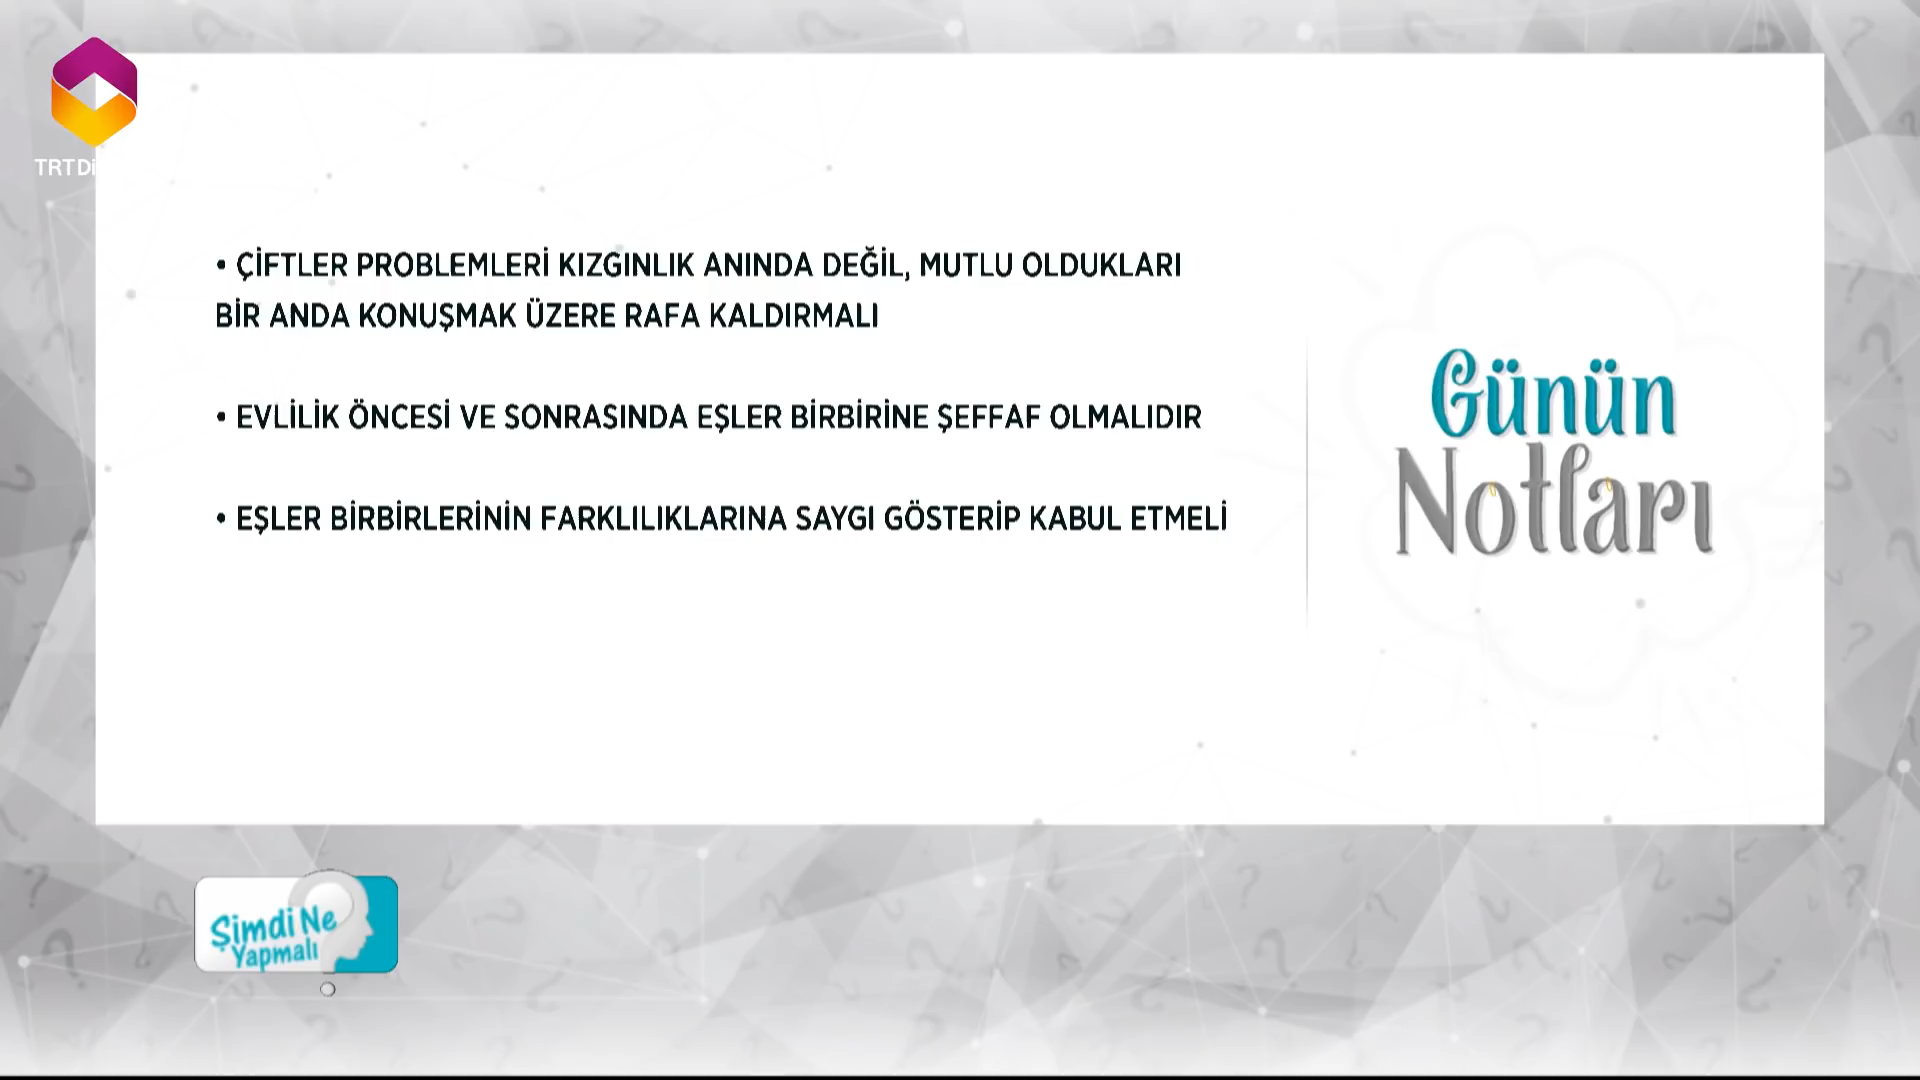 TRT Di
• ÇİFTLER PROBLEMLERİ KIZGINLIK ANINDA DEĞİL, MUTLU OLDUKLARI
BİR ANDA KONUŞMAK ÜZERE RAFA KALDIRMALI
• EVLİLİK ÖNCESİ VE SONRASINDA EŞLER BİRBİRİNE ŞEFFAF OLMALIDIR
• EŞLER BİRBİRLERİNİN FARKLILIKLARINA SAYGI GÖSTERİP KABUL ETMELİ
Günün
Notları
Şimdi Ne
Yapmalı